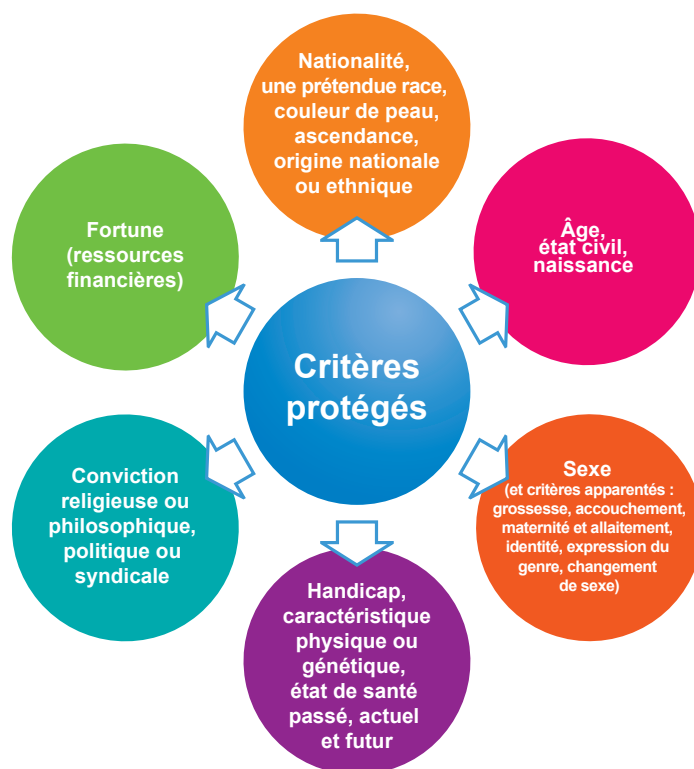 Nationalité,
une prétendue race,
couleur de peau,
ascendance,
origine nationale
ou ethnique
Fortune
(ressources
financières)
Âge,
état civil,
naissance
Critères
protégés
Conviction
religieuse ou
philosophique,
politique ou
syndicale
Sexe
(et critères apparentés :
grossesse, accouchement,
maternité et allaitement,
identité, expression du
genre, changement
de sexe)
Handicap,
caractéristique
physique ou
génétique,
état de santé
passé, actuel
et futur